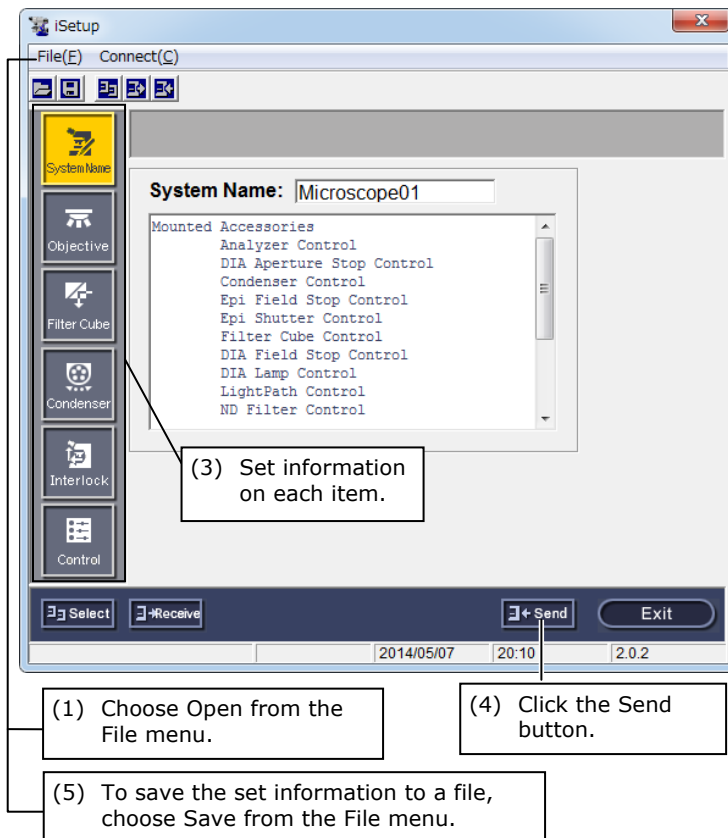 iSetup
File(F) Connect(C)
System Name
System Name: Microscope01
Mounted Accessories
Analyzer Control
DIA Aperture Stop Control
Condenser Control
Epi Field Stop Control
Epi Shutter Control
Filter Cube Control
DIA Field Stop Control
DIA Lamp Control
LightPath Control
ND Filter Control
Objective
Filter Cube
Condenser
Interlock
Control
(3) Set information
on each item.
Select Receive Send Exit
2014/05/07 20:10 2.0.2
(1) Choose Open from the
File menu.
(4) Click the Send
button.
(5) To save the set information to a file,
choose Save from the File menu.